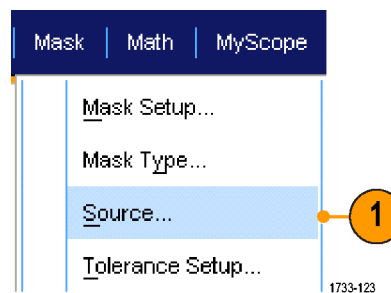 Mask | Math | MyScope
Mask Setup...
Mask Type...
Source...
1
Tolerance Setup...
1733-123